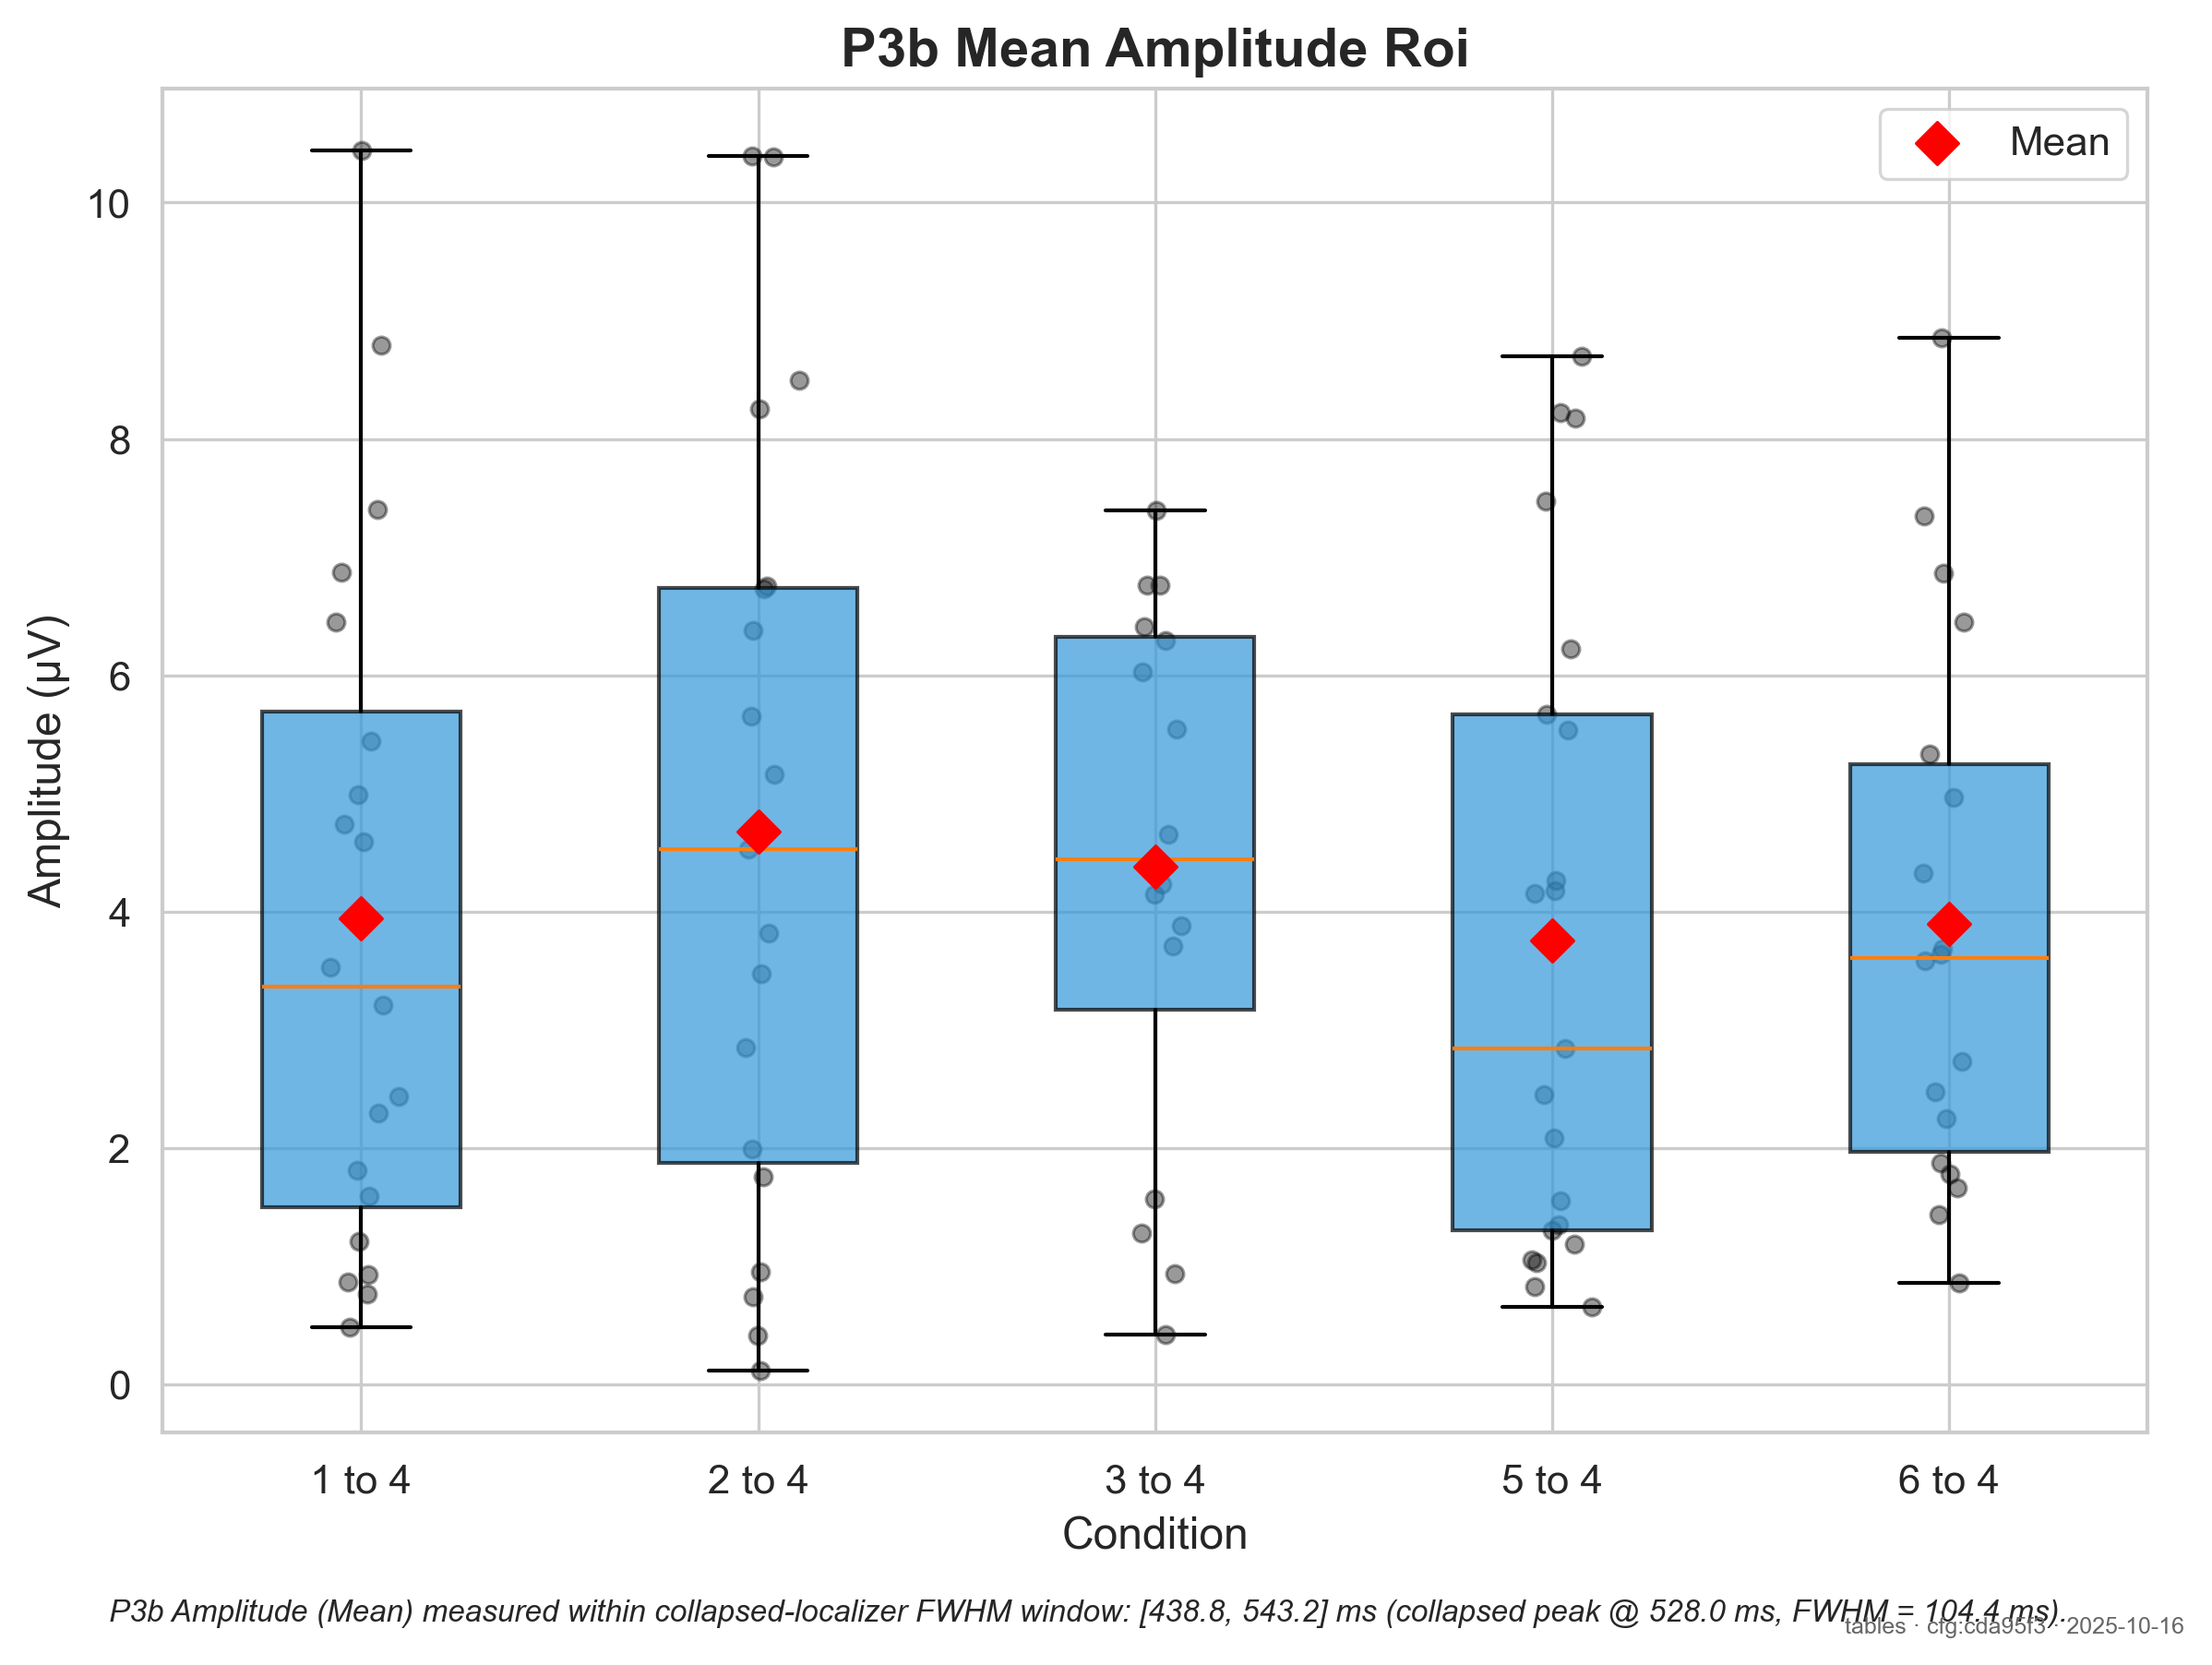 P3b Mean Amplitude Roi
Mean
Amplitude (µV)
10
8
6
4
2
0
1 to 4
2 to 4
3 to 4
5 to 4
6 to 4
Condition
P3b Amplitude (Mean) measured within collapsed-localizer FWHM window: [438.8, 543.2] ms (collapsed peak @ 528.0 ms, FWHM = 104.4 ms).
tables · cfg:cda95f3 · 2025-10-16